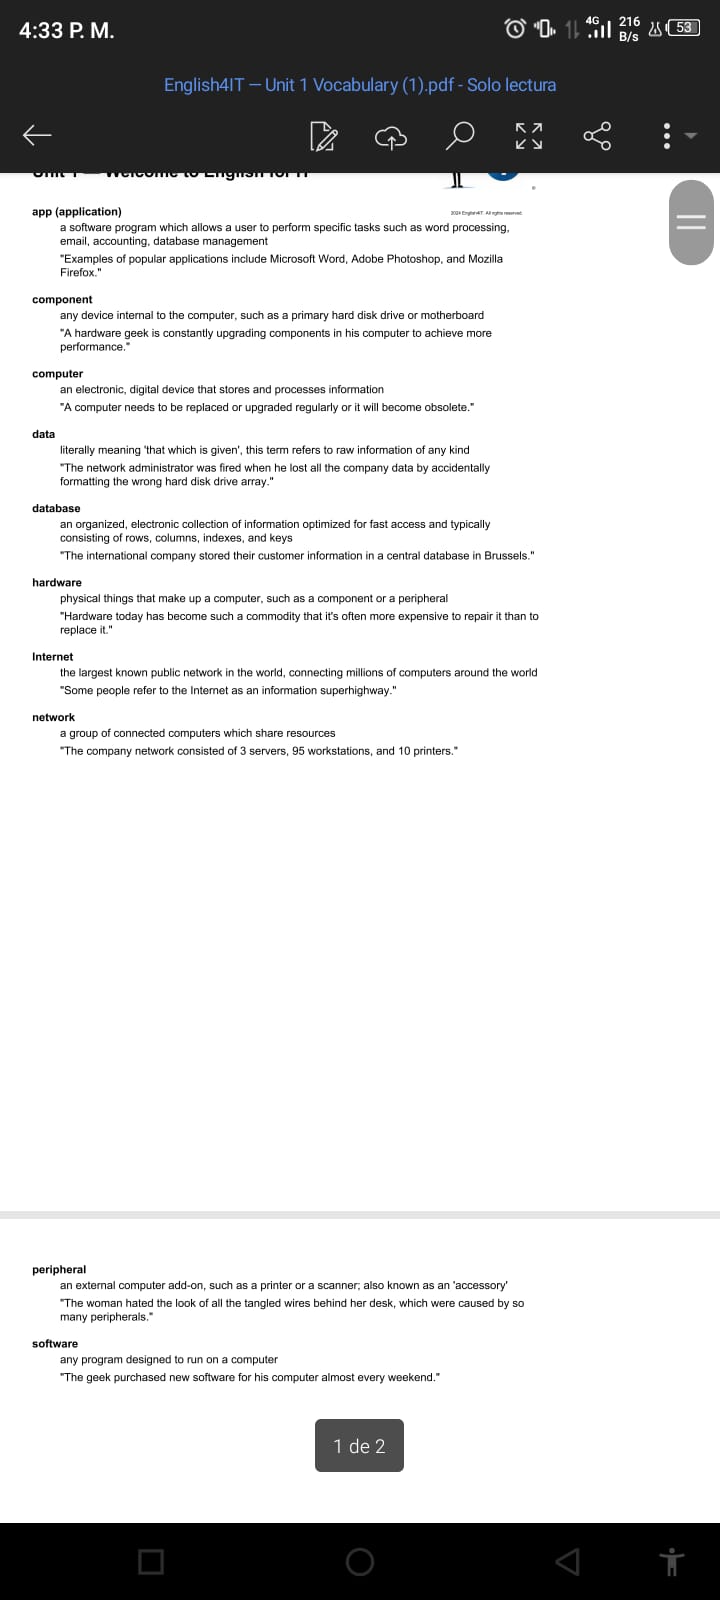 4:33 P. M.
4G
216
B/s
53
English4IT — Unit 1 Vocabulary (1).pdf - Solo lectura
Unit 1 — Welcome to English for IT
2024 English4IT. All rights reserved.
app (application)
a software program which allows a user to perform specific tasks such as word processing,
email, accounting, database management
"Examples of popular applications include Microsoft Word, Adobe Photoshop, and Mozilla
Firefox."
component
any device internal to the computer, such as a primary hard disk drive or motherboard
"A hardware geek is constantly upgrading components in his computer to achieve more
performance."
computer
an electronic, digital device that stores and processes information
"A computer needs to be replaced or upgraded regularly or it will become obsolete."
data
literally meaning 'that which is given', this term refers to raw information of any kind
"The network administrator was fired when he lost all the company data by accidentally
formatting the wrong hard disk drive array."
database
an organized, electronic collection of information optimized for fast access and typically
consisting of rows, columns, indexes, and keys
"The international company stored their customer information in a central database in Brussels."
hardware
physical things that make up a computer, such as a component or a peripheral
"Hardware today has become such a commodity that it's often more expensive to repair it than to
replace it."
Internet
the largest known public network in the world, connecting millions of computers around the world
"Some people refer to the Internet as an information superhighway."
network
a group of connected computers which share resources
"The company network consisted of 3 servers, 95 workstations, and 10 printers."
peripheral
an external computer add-on, such as a printer or a scanner; also known as an 'accessory'
"The woman hated the look of all the tangled wires behind her desk, which were caused by so
many peripherals."
software
any program designed to run on a computer
"The geek purchased new software for his computer almost every weekend."
1 de 2